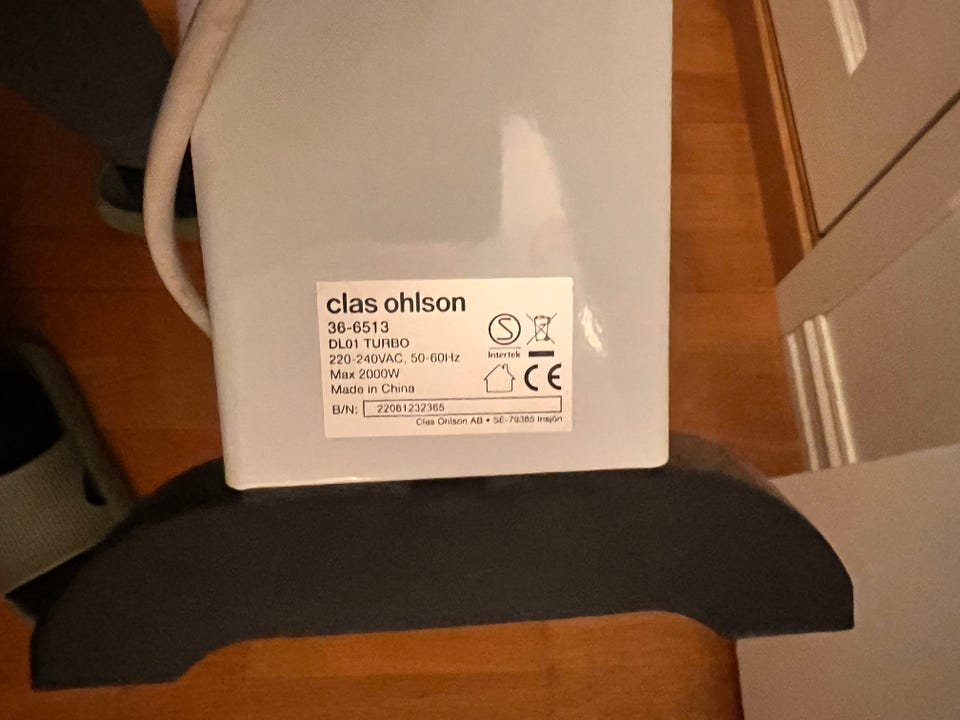 clas ohlson
36-6513
DL01 TURBO
220-240VAC, 50-60Hz
Max 2000W
Made in China
S
Intertek
CE
B/N: 22061232365
Clas Ohlson AB • SE-79385 Insjön